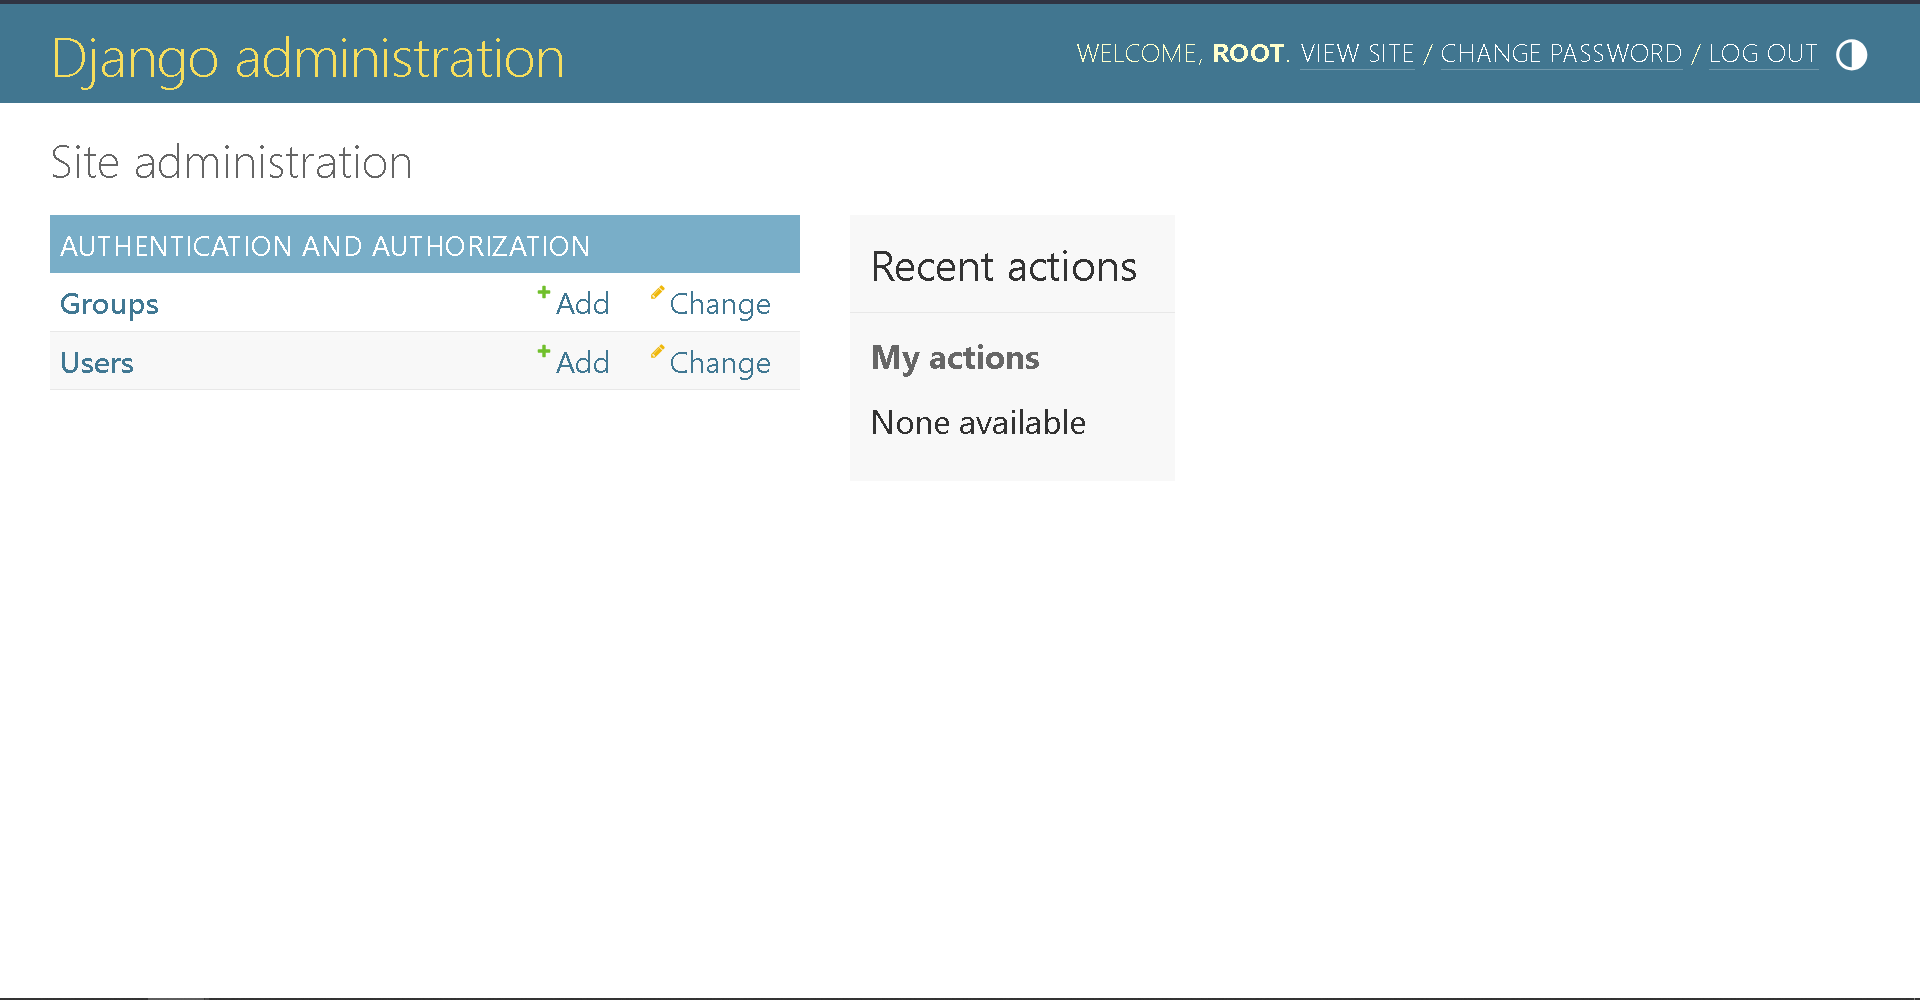 Django administration
WELCOME, ROOT. VIEW SITE / CHANGE PASSWORD / LOG OUT
Site administration
AUTHENTICATION AND AUTHORIZATION
Groups Add Change
Users Add Change
Recent actions
My actions
None available